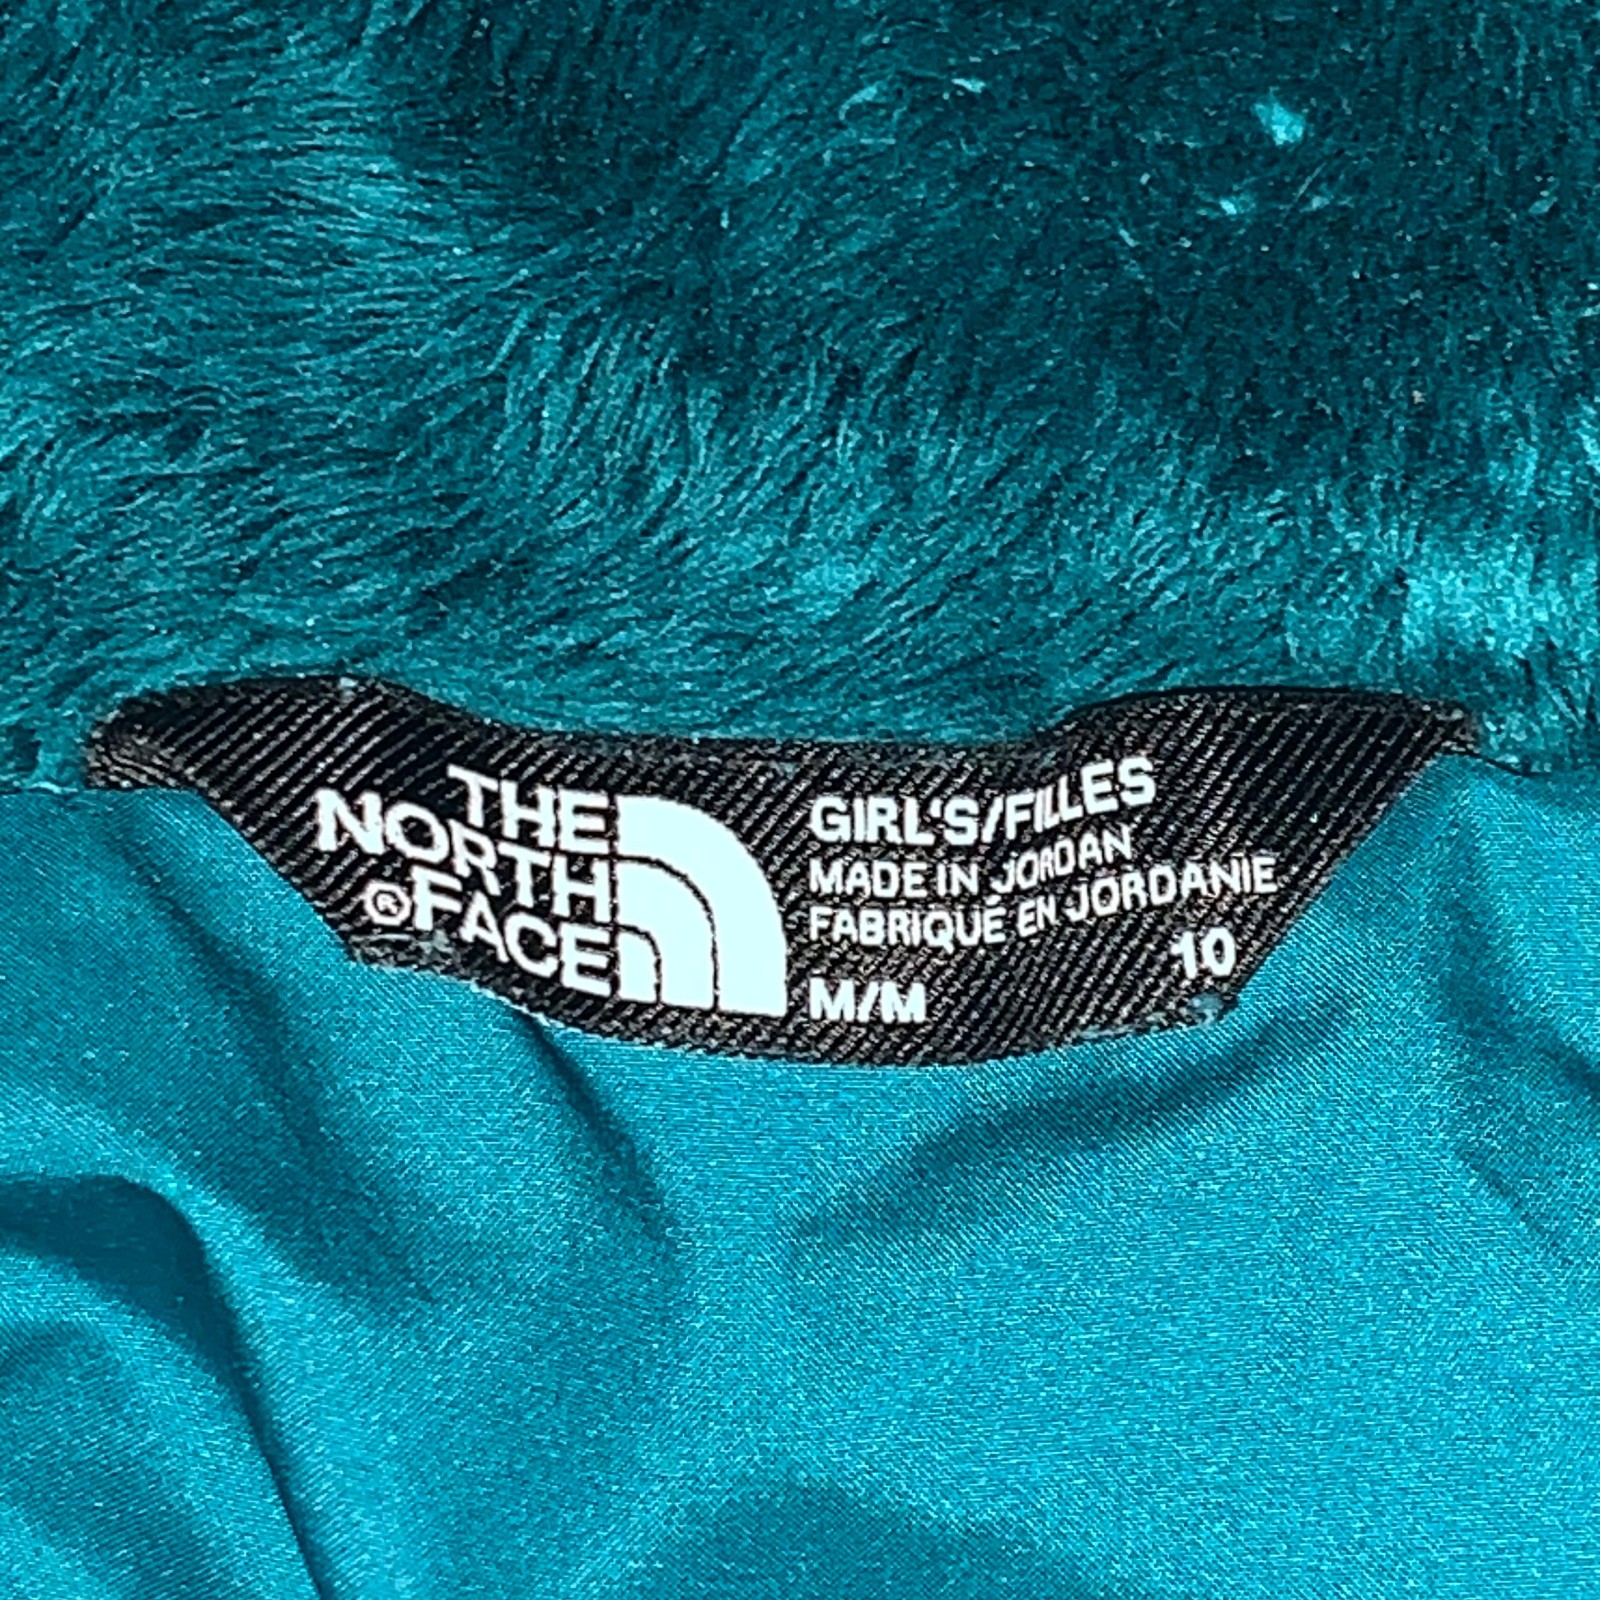 THE
NORTH
®FACE
GIRL'S/FILLES
MADE IN JORDAN
FABRIQUÉ EN JORDANIE
10
M/M